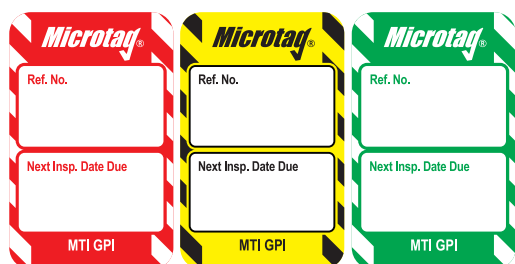 Microtag®
Ref. No.
Next Insp. Date Due
MTI GPI
Microtag®
Ref. No.
Next Insp. Date Due
MTI GPI
Microtag®
Ref. No.
Next Insp. Date Due
MTI GPI